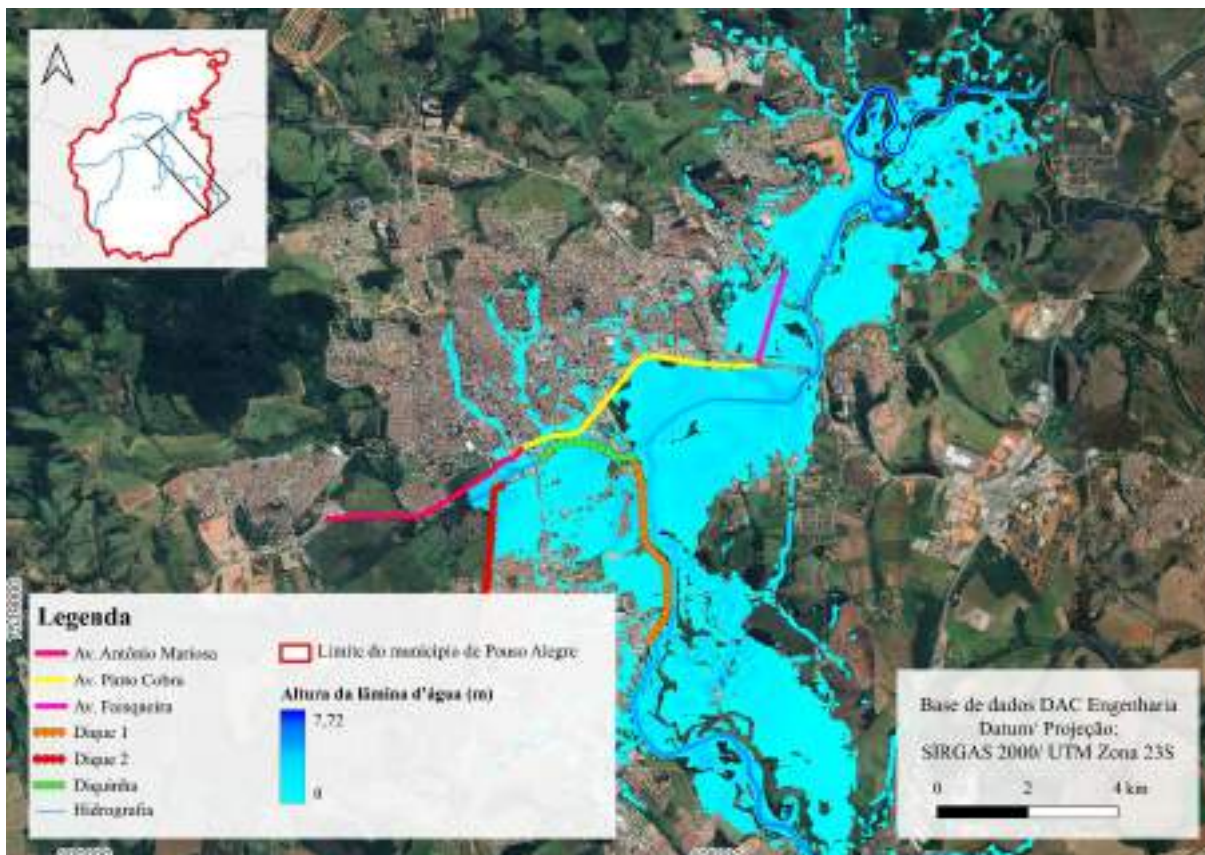 Legenda
Av. Antônio Mariosa
Av. Pinto Cobra
Av. Faisqueira
Dique 1
Dique 2
Diquinha
Hidrografia
Limite do município de Pouso Alegre
Altura da lâmina d'água (m)
7,72
0
Base de dados DAC Engenharia
Datum/ Projeção:
SIRGAS 2000/ UTM Zona 23S
0 2 4 km